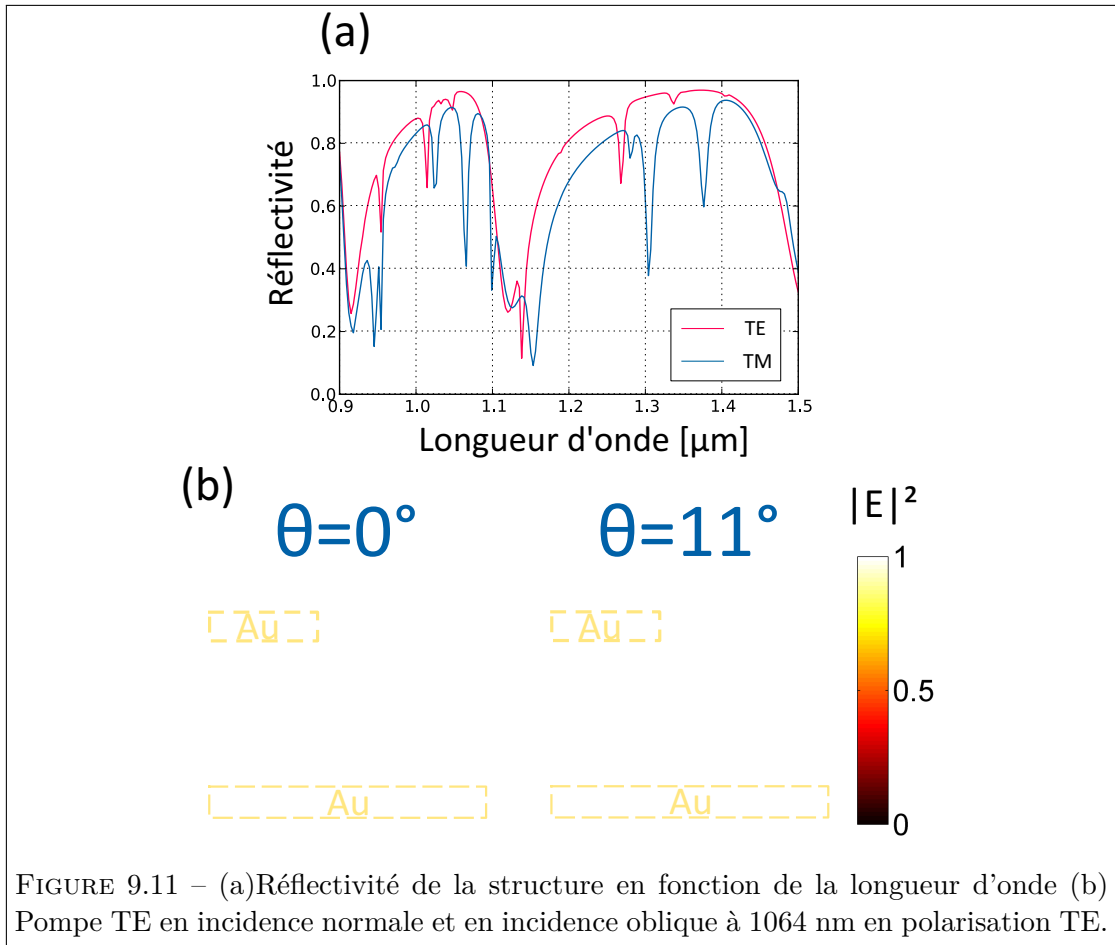 (a)
Réflectivité
1.0
0.8
0.6
0.4
0.2
0.0
0.9
1.0
1.1
1.2
1.3
1.4
1.5
TE
TM
Longueur d'onde [µm]
(b)
θ=0°
θ=11°
|E|²
Au
Au
Au
Au
1
0.5
0
FIGURE 9.11 – (a)Réflectivité de la structure en fonction de la longueur d'onde (b)
Pompe TE en incidence normale et en incidence oblique à 1064 nm en polarisation TE.